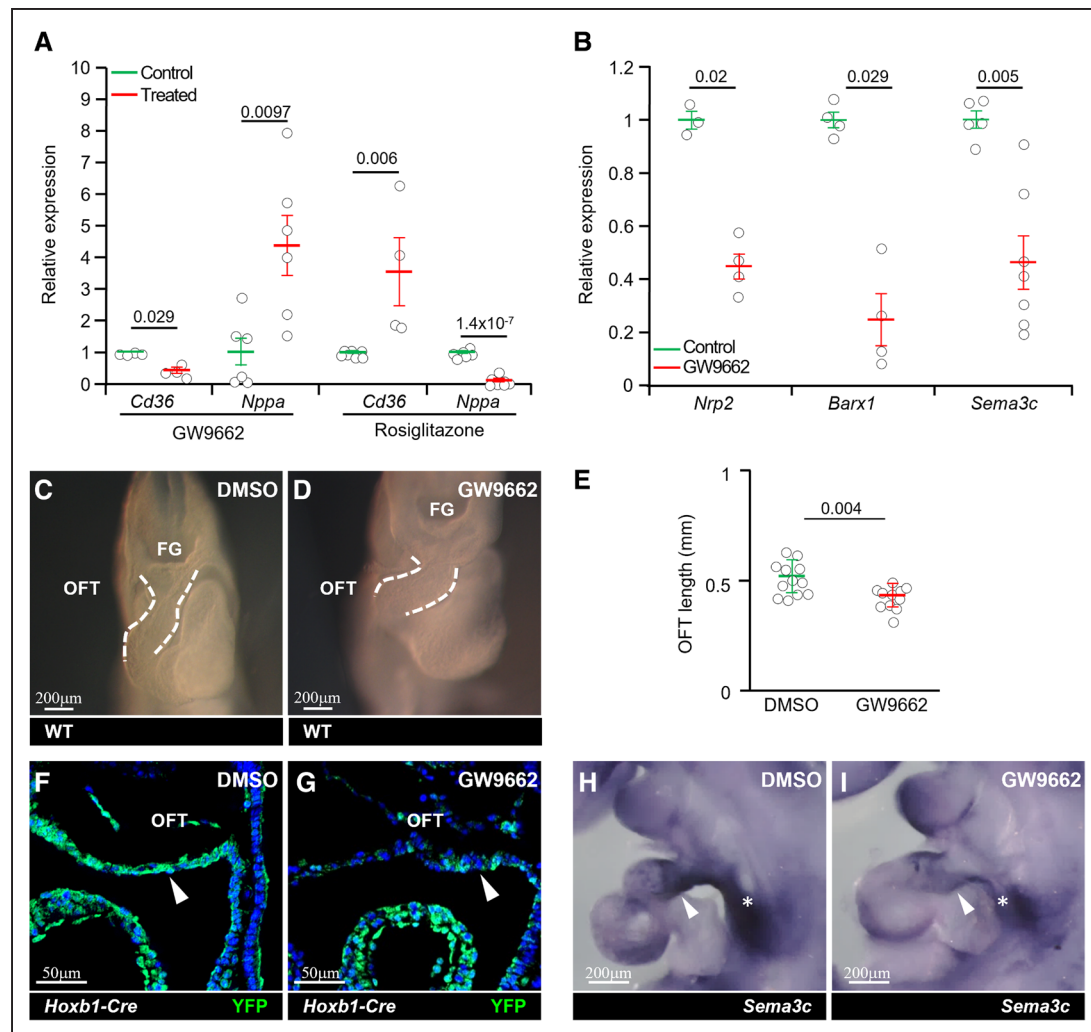 A
Relative expression
10
9
8
7
6
5
4
3
2
1
0
Control
Treated
0.029
0.0097
0.006
1.4x10-7
Cd36 Nppa Cd36 Nppa
GW9662 Rosiglitazone
B
Relative expression
1.2
1
0.8
0.6
0.4
0.2
0
0.02 0.029 0.005
Control
GW9662
Nrp2 Barx1 Sema3c
C DMSO
FG
OFT
200μm
WT
D GW9662
FG
OFT
200μm
WT
E
OFT length (mm)
1
0.5
0
0.004
DMSO GW9662
F DMSO
OFT
50μm
Hoxb1-Cre YFP
G GW9662
OFT
50μm
Hoxb1-Cre YFP
H DMSO
*
200μm
Sema3c
I GW9662
*
200μm
Sema3c